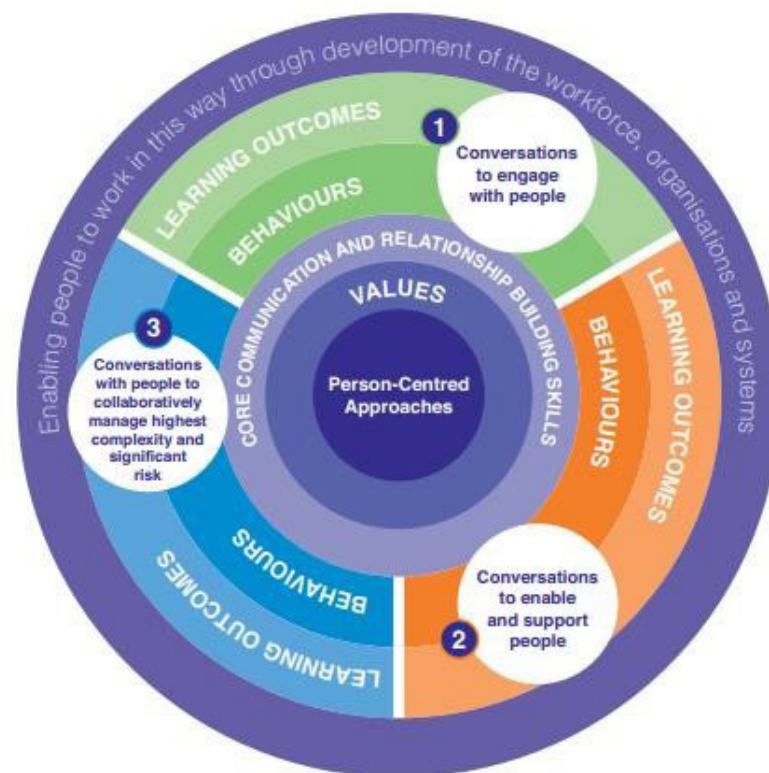 Enabling people to work in this way through development of the workforce, organisations and systems
LEARNING OUTCOMES
BEHAVIOURS
1
Conversations
to engage
with people
CORE COMMUNICATION AND RELATIONSHIP BUILDING SKILLS
VALUES
Person-Centred
Approaches
BEHAVIOURS
LEARNING OUTCOMES
2
Conversations
to enable
and support
people
3
Conversations
with people to
collaboratively
manage highest
complexity and
significant
risk
BEHAVIOURS
LEARNING OUTCOMES